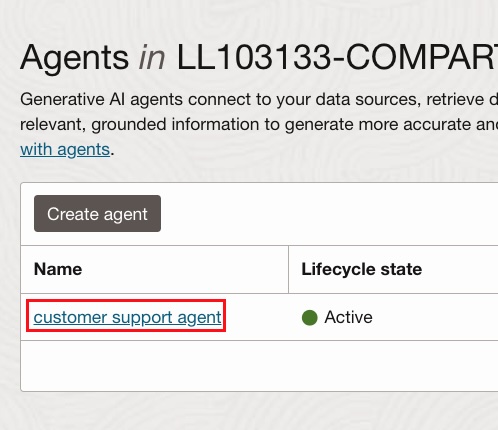 Agents in LL103133-COMPART
Generative AI agents connect to your data sources, retrieve d
relevant, grounded information to generate more accurate and
with agents.
Create agent
Name Lifecycle state
customer support agent Active